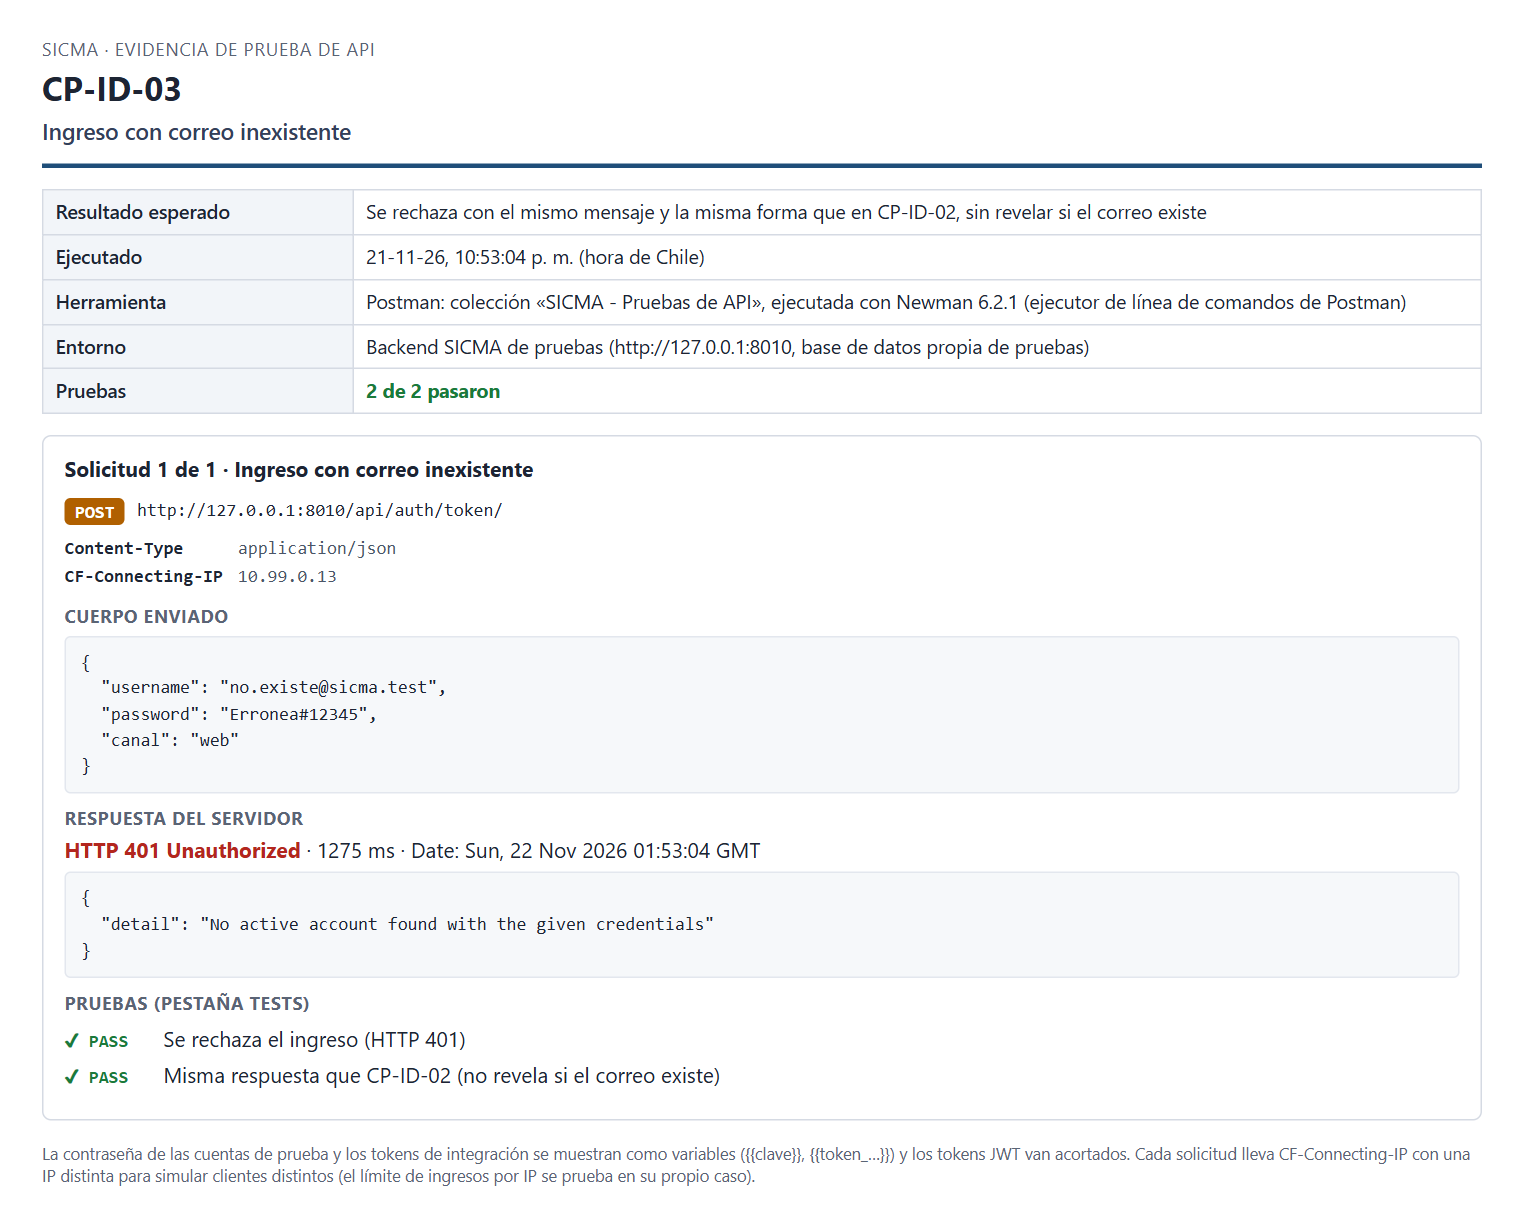 SICMA · EVIDENCIA DE PRUEBA DE API
CP-ID-03
Ingreso con correo inexistente
Resultado esperado Se rechaza con el mismo mensaje y la misma forma que en CP-ID-02, sin revelar si el correo existe
Ejecutado 21-11-26, 10:53:04 p. m. (hora de Chile)
Herramienta Postman: colección «SICMA - Pruebas de API», ejecutada con Newman 6.2.1 (ejecutor de línea de comandos de Postman)
Entorno Backend SICMA de pruebas (http://127.0.0.1:8010, base de datos propia de pruebas)
Pruebas 2 de 2 pasaron
Solicitud 1 de 1 · Ingreso con correo inexistente
POST http://127.0.0.1:8010/api/auth/token/
Content-Type application/json
CF-Connecting-IP 10.99.0.13
CUERPO ENVIADO
{
"username": "no.existe@sicma.test",
"password": "Erronea#12345",
"canal": "web"
}
RESPUESTA DEL SERVIDOR
HTTP 401 Unauthorized · 1275 ms · Date: Sun, 22 Nov 2026 01:53:04 GMT
{
"detail": "No active account found with the given credentials"
}
PRUEBAS (PESTAÑA TESTS)
✔ PASS Se rechaza el ingreso (HTTP 401)
✔ PASS Misma respuesta que CP-ID-02 (no revela si el correo existe)
La contraseña de las cuentas de prueba y los tokens de integración se muestran como variables ({{clave}}, {{token_...}}) y los tokens JWT van acortados. Cada solicitud lleva CF-Connecting-IP con una
IP distinta para simular clientes distintos (el límite de ingresos por IP se prueba en su propio caso).